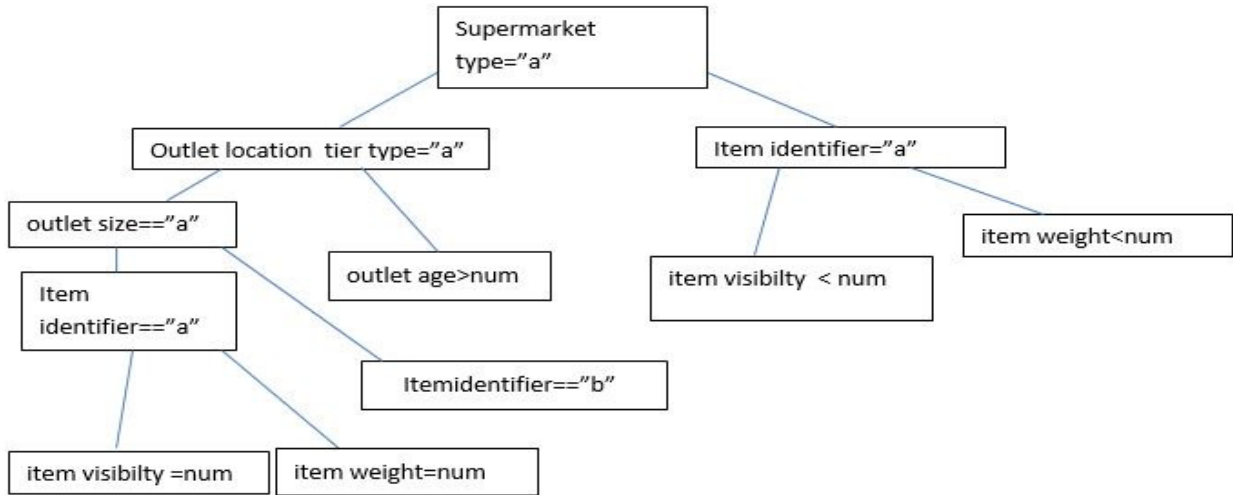 Supermarket
type=”a”
Outlet location  tier type=”a”
Item identifier=”a”
outlet size==”a”
item weight<num
outlet age>num
item visibilty  < num
Item
identifier==”a”
Itemidentifier==”b”
item visibilty =num
item weight=num